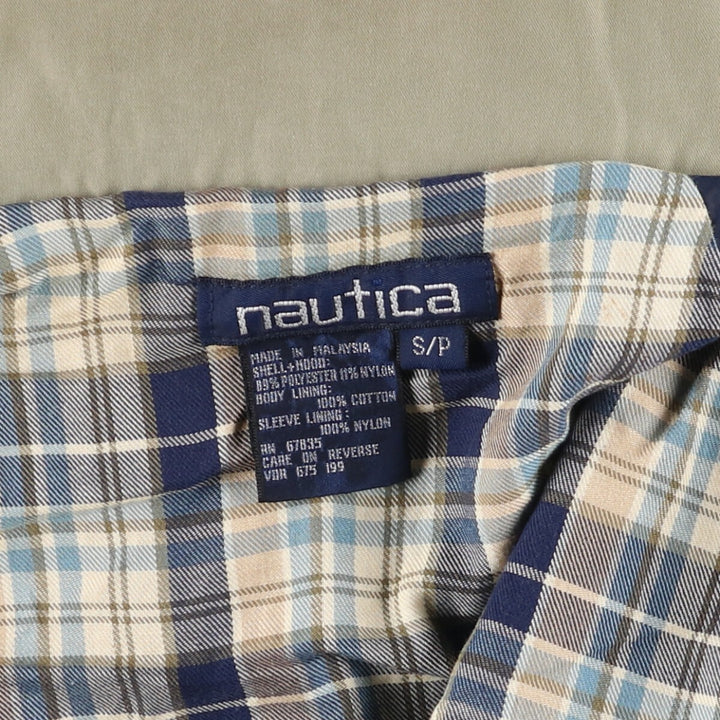 nautica
S/P
MADE IN MALAYSIA
SHELL+HOOD:
89% POLYESTER 11% NYLON
BODY LINING:
100% COTTON
SLEEVE LINING:
100% NYLON
RN 67835
CARE ON REVERSE
VDR 675 199